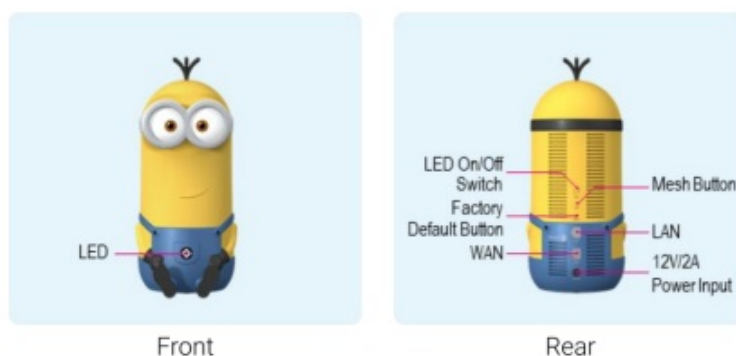 LED
Front
LED On/Off
Switch
Factory
Default Button
WAN
Mesh Button
LAN
12V/2A
Power Input
Rear